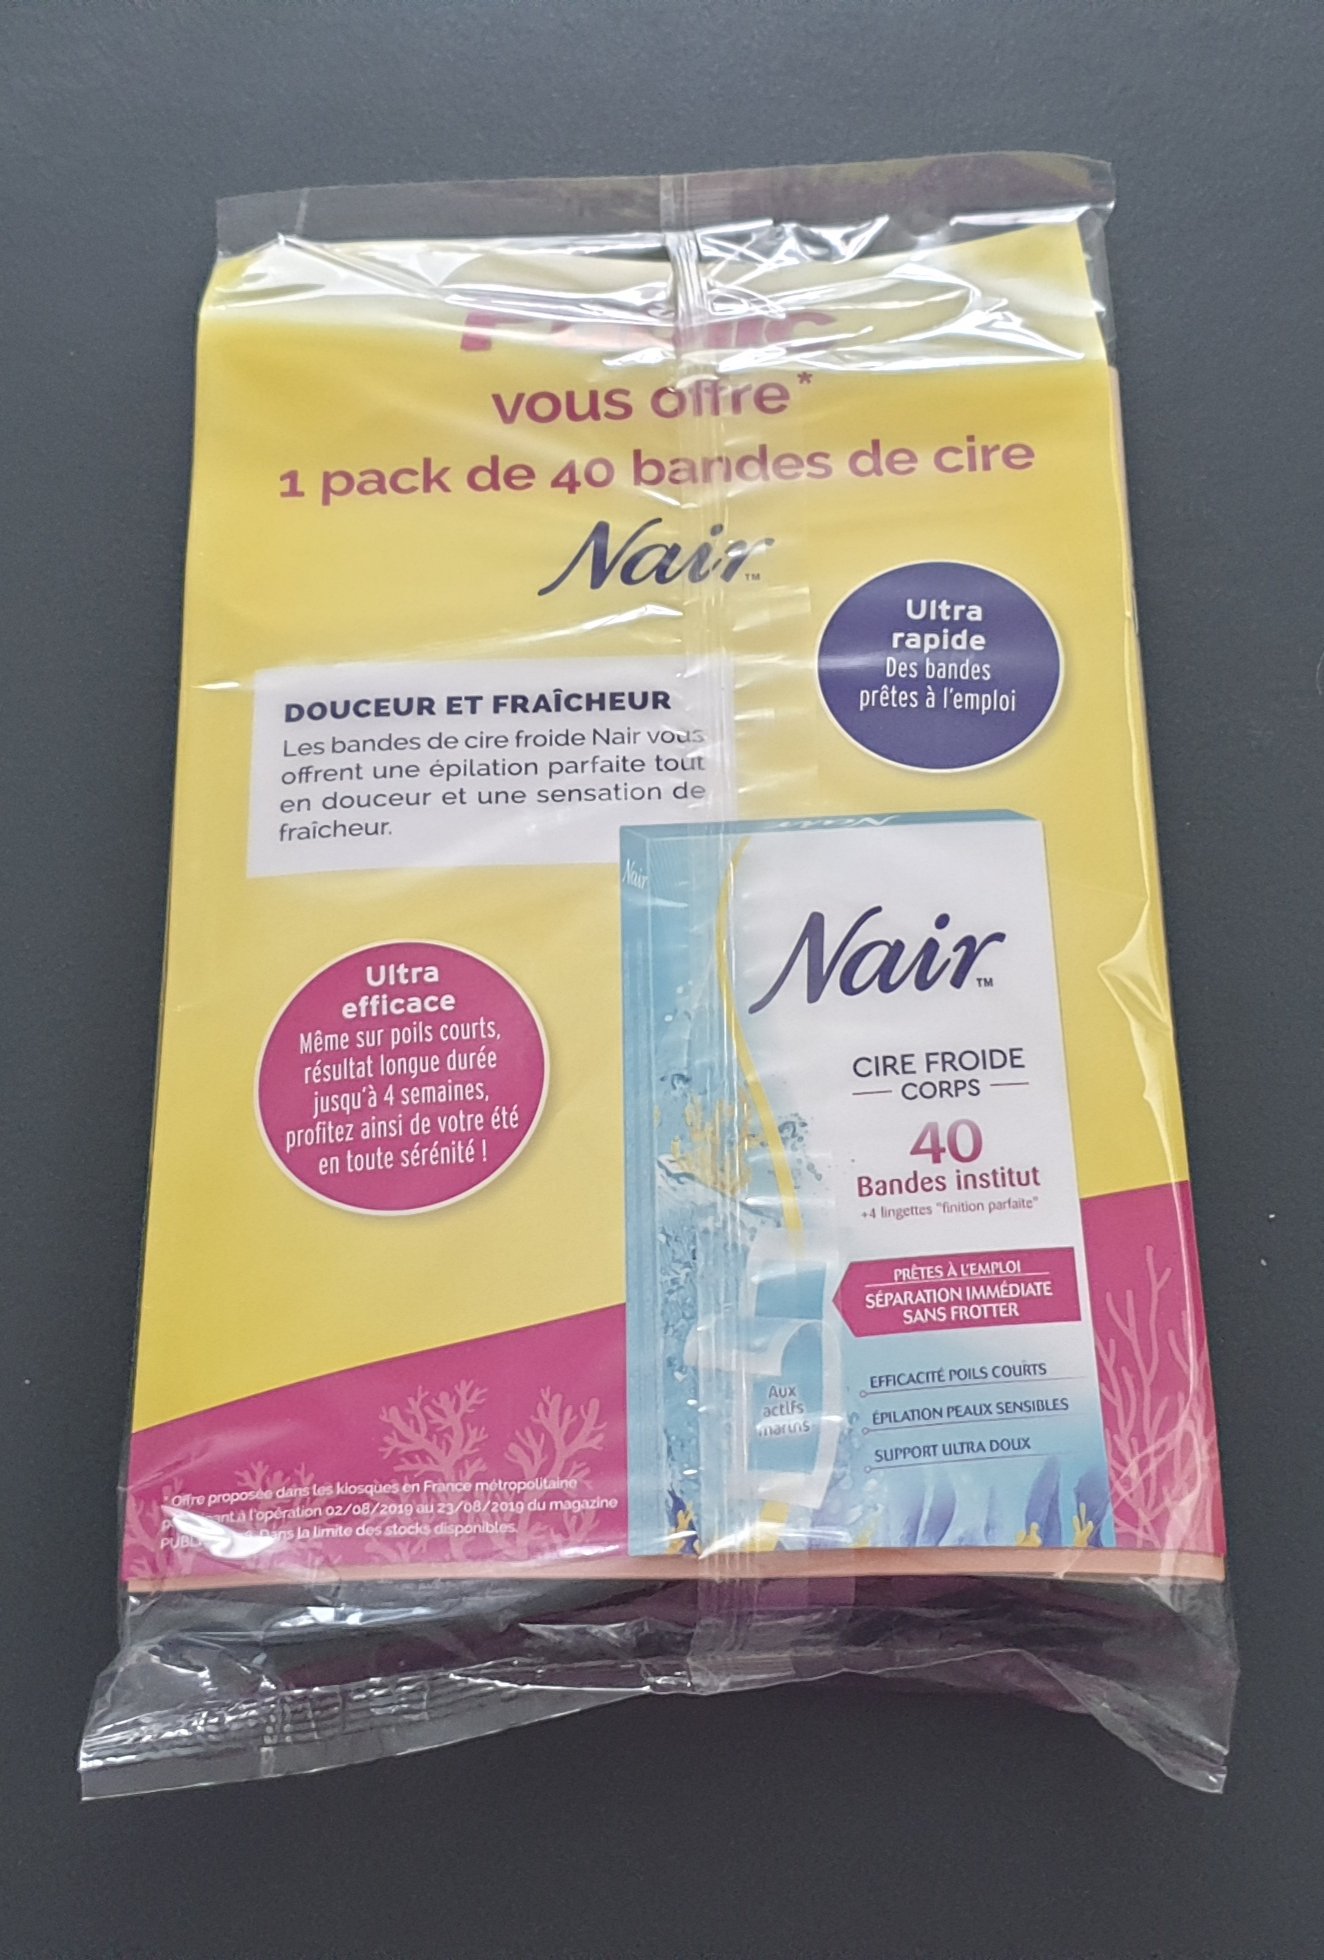 vous offre*
1 pack de 40 bandes de cire
Nair™
Ultra
rapide
Des bandes
prêtes à l'emploi
DOUCEUR ET FRAÎCHEUR
Les bandes de cire froide Nair vous
offrent une épilation parfaite tout
en douceur et une sensation de
fraîcheur.
Ultra
efficace
Même sur poils courts,
résultat longue durée
jusqu'à 4 semaines,
profitez ainsi de votre été
en toute sérénité !
Nair
Nair
Nair™
CIRE FROIDE
CORPS
40
Bandes institut
+4 lingettes "finition parfaite"
PRÊTES À L'EMPLOI
SÉPARATION IMMÉDIATE
SANS FROTTER
Aux
actifs
marins
EFFICACITÉ POILS COURTS
ÉPILATION PEAUX SENSIBLES
SUPPORT ULTRA DOUX
* Offre proposée dans les kiosques en France métropolitaine
à l'opération 02/08/2019 au 23/08/2019 du magazine
Dans la limite des stocks disponibles.